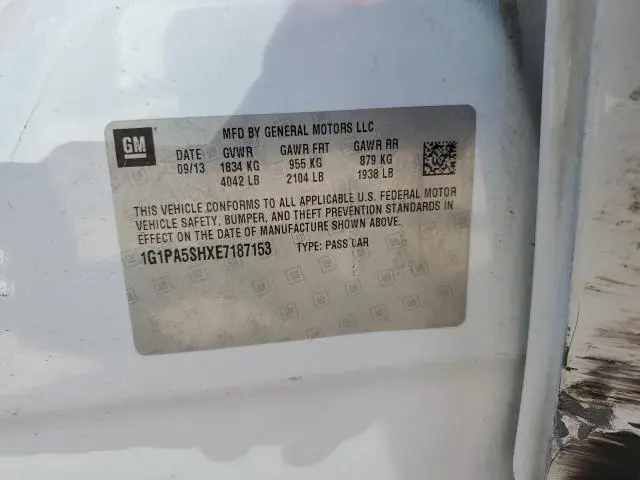 GM
MFD BY GENERAL MOTORS LLC
DATE GVWR GAWR FRT GAWR RR
09/13 1834 KG 955 KG 879 KG
4042 LB 2104 LB 1938 LB
THIS VEHICLE CONFORMS TO ALL APPLICABLE U.S. FEDERAL MOTOR
VEHICLE SAFETY, BUMPER, AND THEFT PREVENTION STANDARDS IN
EFFECT ON THE DATE OF MANUFACTURE SHOWN ABOVE.
1G1PA5SHXE7187153 TYPE: PASS CAR